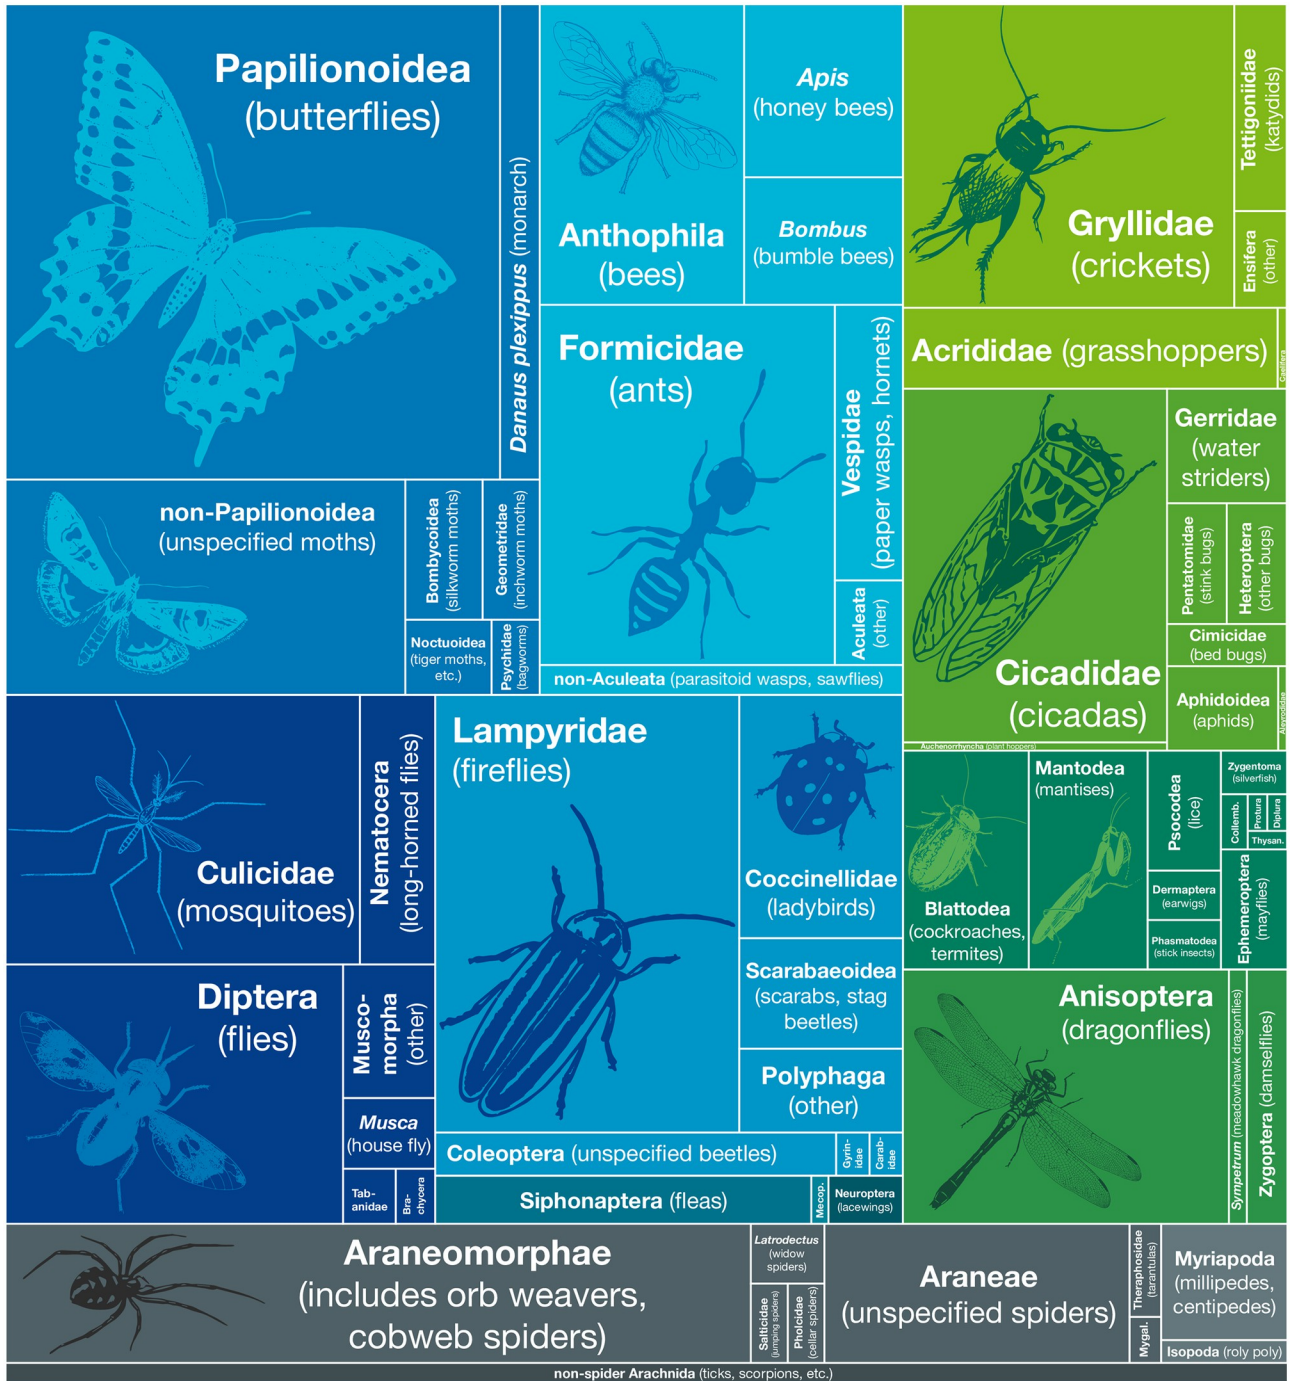 Papilionoidea
(butterflies)
Danaus plexippus (monarch)
non-Papilionoidea
(unspecified moths)
Bombycoidea
(silkworm moths)
Geometridae
(inchworm moths)
Noctuoidea
(tiger moths,
etc.)
Psychidae
(bagworms)
Anthophila
(bees)
Apis
(honey bees)
Bombus
(bumble bees)
Formicidae
(ants)
Vespidae
(paper wasps, hornets)
Aculeata
(other)
non-Aculeata (parasitoid wasps, sawflies)
Gryllidae
(crickets)
Tettigoniidae
(katydids)
Ensifera
(other)
Acrididae (grasshoppers)
Caelifera
Cicadidae
(cicadas)
Gerridae
(water
striders)
Pentatomidae
(stink bugs)
Heteroptera
(other bugs)
Cimicidae
(bed bugs)
Aphidoidea
(aphids)
Aleyrodidae
Auchenorrhyncha (plant hoppers)
Culicidae
(mosquitoes)
Nematocera
(long-horned flies)
Diptera
(flies)
Musco-
morpha
(other)
Musca
(house fly)
Tab-
anidae
Bra-
chycera
Lampyridae
(fireflies)
Coccinellidae
(ladybirds)
Scarabaeoidea
(scarabs, stag
beetles)
Polyphaga
(other)
Coleoptera (unspecified beetles)
Gyrin-
idae
Carab-
idae
Siphonaptera (fleas)
Mecop.
Neuroptera
(lacewings)
Blattodea
(cockroaches,
termites)
Mantodea
(mantises)
Psocodea
(lice)
Dermaptera
(earwigs)
Phasmatodea
(stick insects)
Zygentoma
(silverfish)
Collemb.
Protura
Diplura
Thysan.
Ephemeroptera
(mayflies)
Anisoptera
(dragonflies)
Sympetrum (meadowhawk dragonflies)
Zygoptera (damselflies)
Araneomorphae
(includes orb weavers,
cobweb spiders)
Latrodectus
(widow
spiders)
Salticidae
(jumping spiders)
Pholcidae
(cellar spiders)
Araneae
(unspecified spiders)
Theraphosidae
(tarantulas)
Mygal.
Myriapoda
(millipedes,
centipedes)
Isopoda (roly poly)
non-spider Arachnida (ticks, scorpions, etc.)